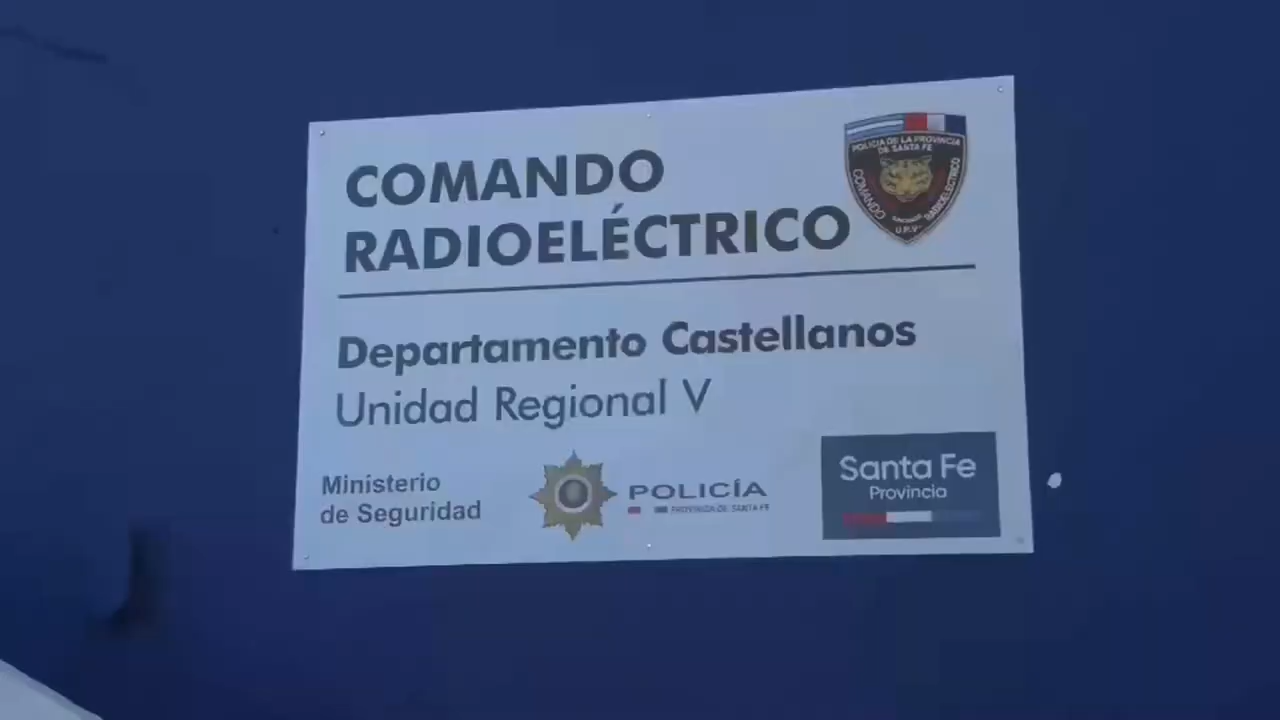 COMANDO
RADIOELÉCTRICO
POLICIA DE LA PROVINCIA
DE SANTA FE
COMANDO
RADIOELECTRICO
U.R.V°
Departamento Castellanos
Unidad Regional V
Ministerio
de Seguridad
POLICÍA
PROVINCIA DE SANTA FE
Santa Fe
Provincia